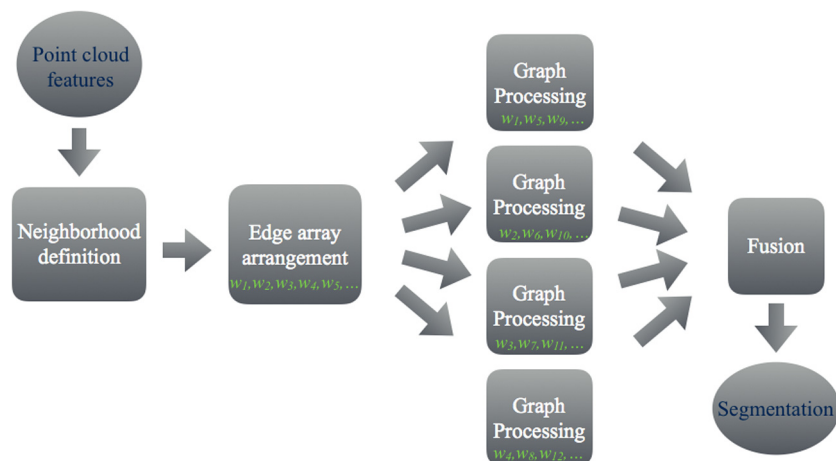 Point cloud
features
Neighborhood
definition
Edge array
arrangement
w₁,w₂,w₃,w₄,w₅, ...
Graph
Processing
w₁,w₅,w₉, ...
Graph
Processing
w₂,w₆,w₁₀, ...
Graph
Processing
w₃,w₇,w₁₁, ...
Graph
Processing
w₄,w₈,w₁₂, ...
Fusion
Segmentation